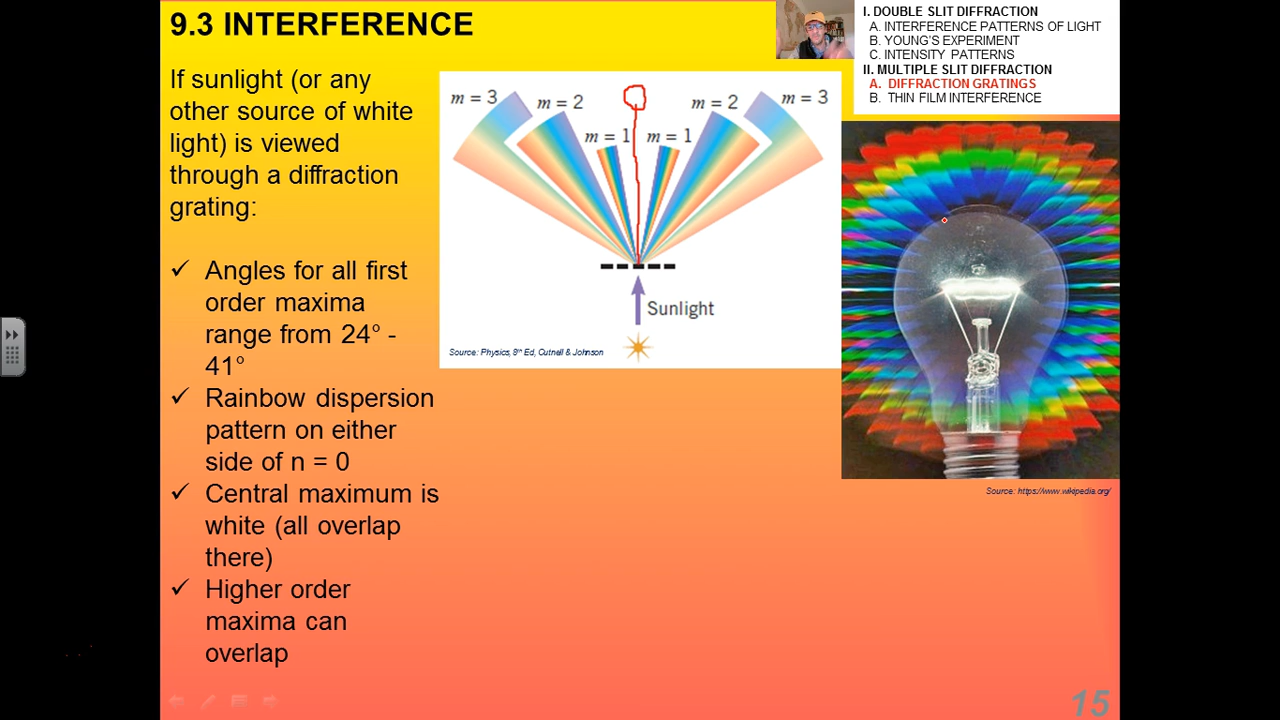 9.3 INTERFERENCE
If sunlight (or any
other source of white
light) is viewed
through a diffraction
grating:
✓ Angles for all first
order maxima
range from 24° -
41°
✓ Rainbow dispersion
pattern on either
side of n = 0
✓ Central maximum is
white (all overlap
there)
✓ Higher order
maxima can
overlap
m = 3
m = 2
m = 1
m = 1
m = 2
m = 3
Sunlight
Source: Physics, 9th Ed, Cutnell & Johnson
I. DOUBLE SLIT DIFFRACTION
A. INTERFERENCE PATTERNS OF LIGHT
B. YOUNG'S EXPERIMENT
C. INTENSITY PATTERNS
II. MULTIPLE SLIT DIFFRACTION
A. DIFFRACTION GRATINGS
B. THIN FILM INTERFERENCE
Source: https://www.wikipedia.org/
15